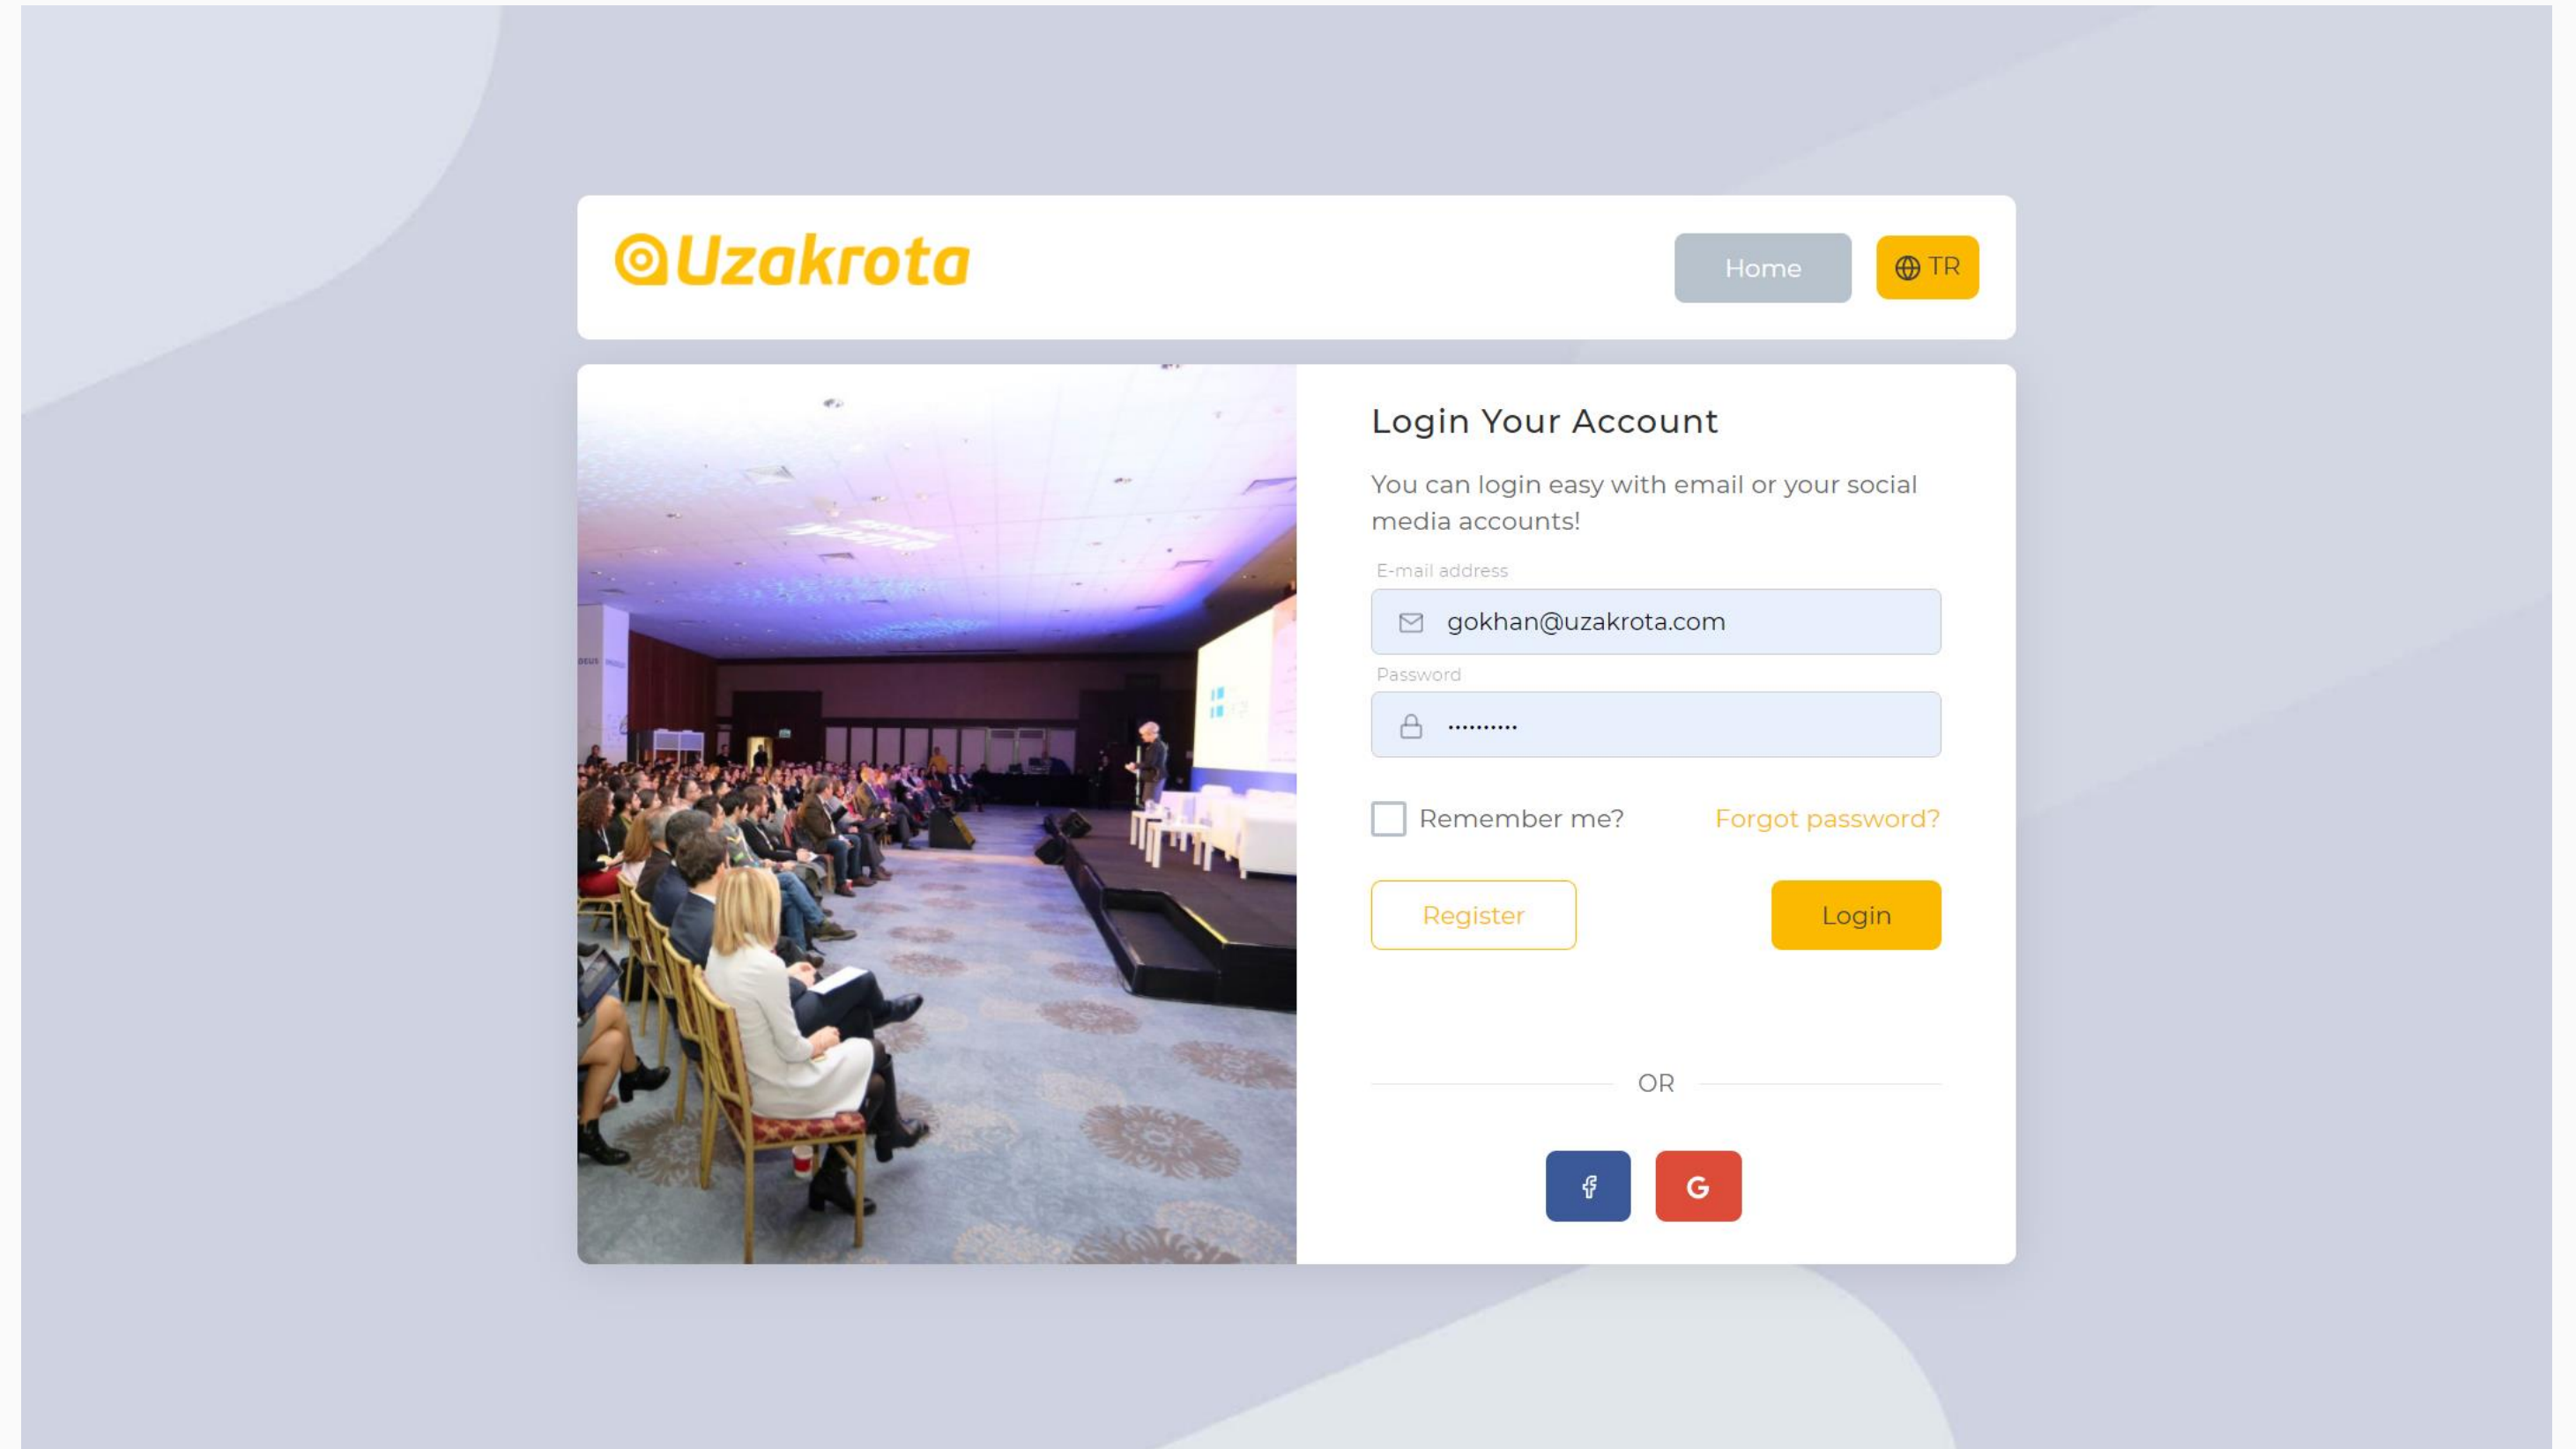 Uzakrota
Home
TR
Login Your Account
You can login easy with email or your social
media accounts!
E-mail address
gokhan@uzakrota.com
Password
••••••••••
Remember me?
Forgot password?
Register
Login
OR
f
G